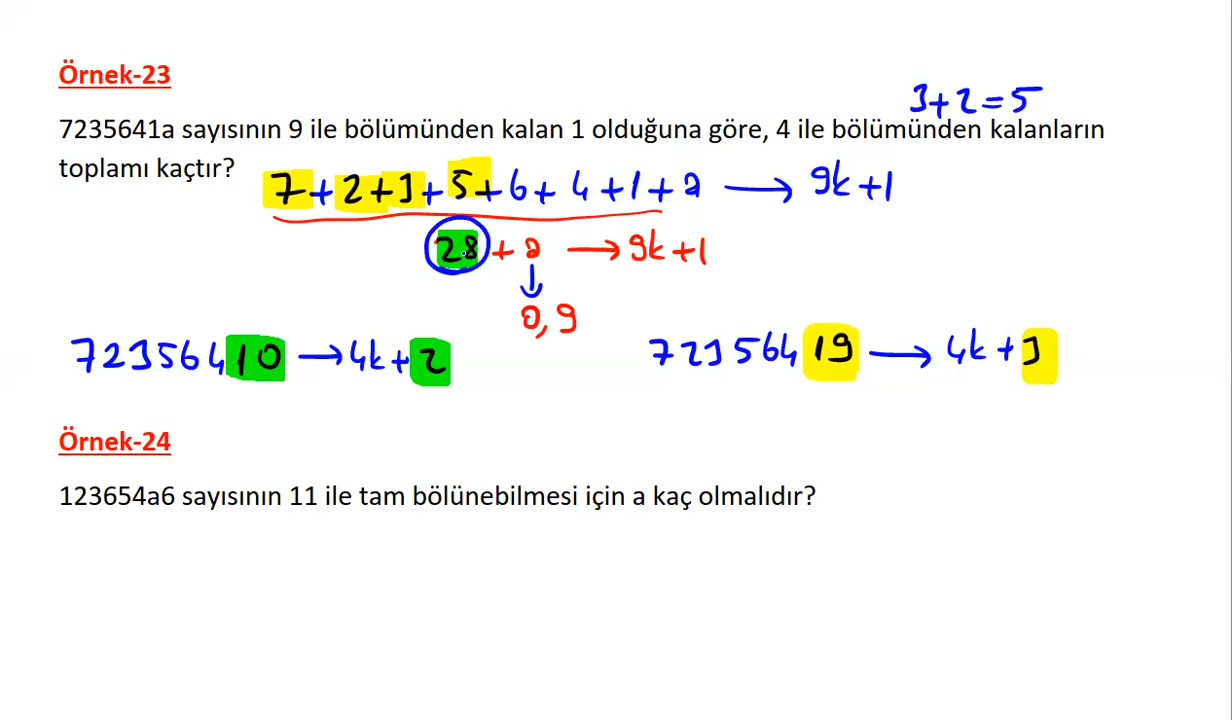 Örnek-23
3+2=5
7235641a sayısının 9 ile bölümünden kalan 1 olduğuna göre, 4 ile bölümünden kalanların
toplamı kaçtır?
7+2+3+5+6+4+1+a → 9k+1
28+a → 9k+1
0,9
72356410 → 4k+2
72356419 → 4k+3
Örnek-24
123654a6 sayısının 11 ile tam bölünebilmesi için a kaç olmalıdır?